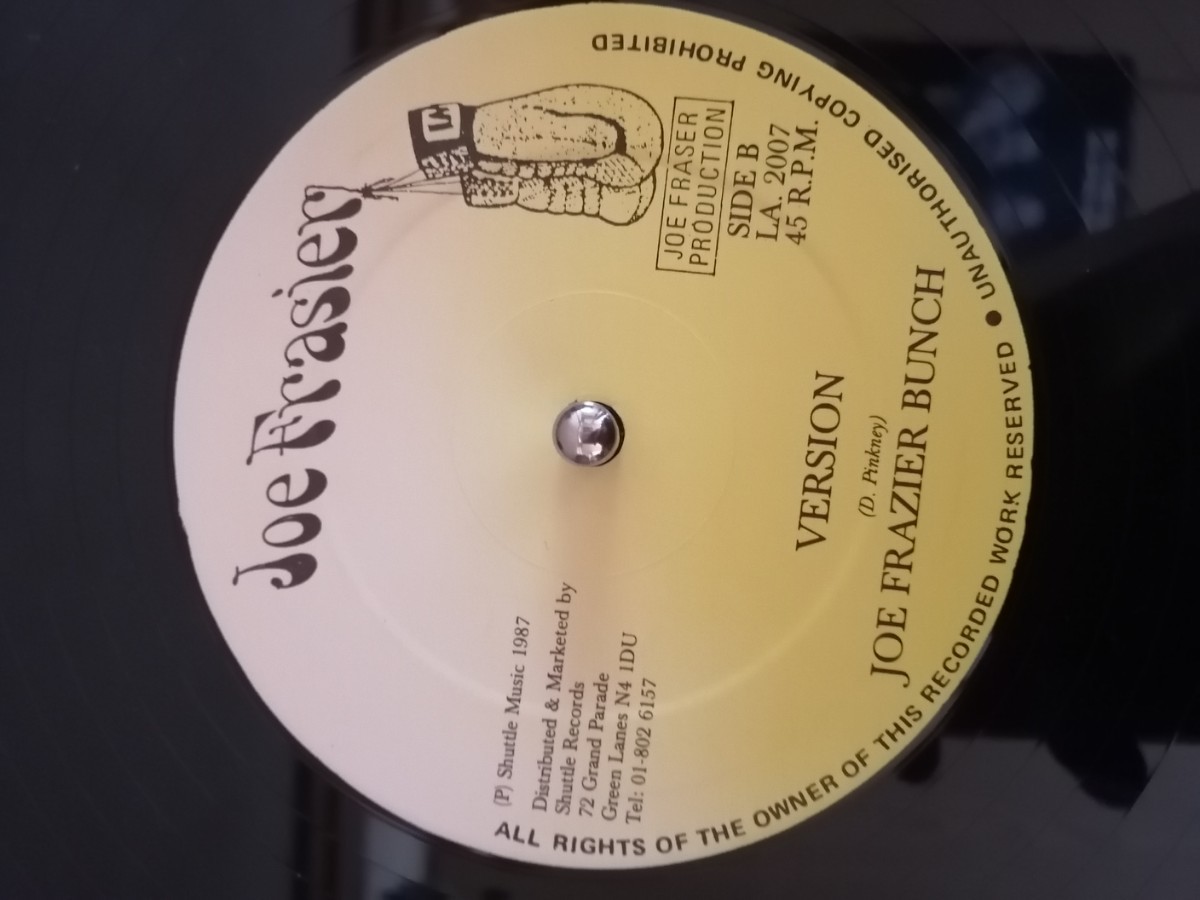 Joe Frasier
LA
JOE FRASER
PRODUCTION
SIDE B
LA. 2007
45 R.P.M.
(P) Shuttle Music 1987
Distributed & Marketed by
Shuttle Records
72 Grand Parade
Green Lanes N4 1DU
Tel: 01-802 6157
VERSION
(D. Pinkney)
JOE FRAZIER BUNCH
ALL RIGHTS OF THE OWNER OF THIS RECORDED WORK RESERVED ● UNAUTHORISED COPYING PROHIBITED